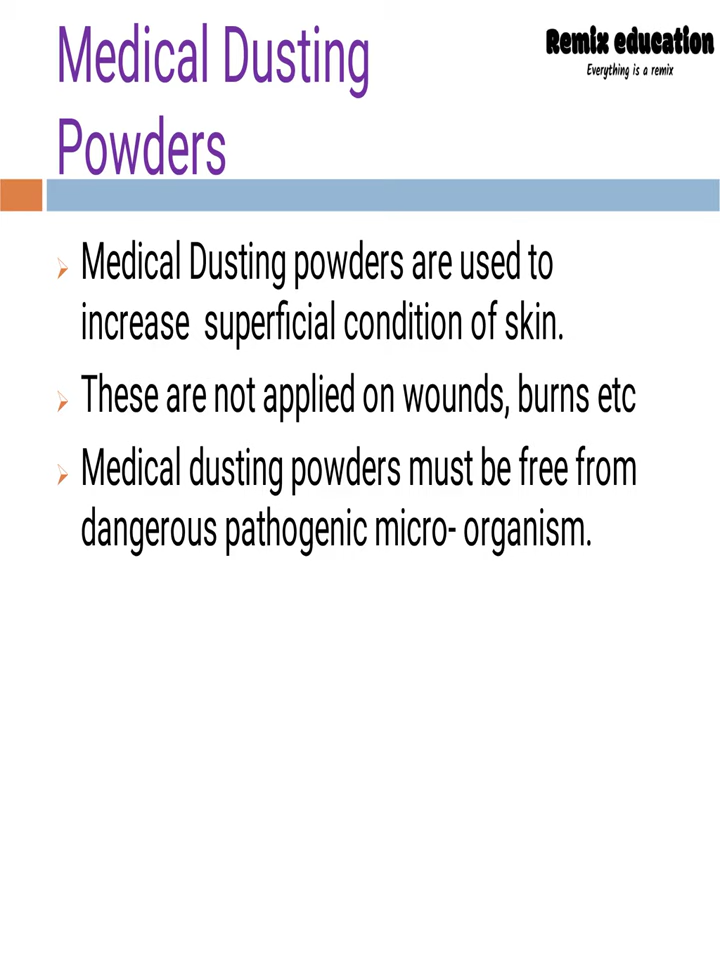 Medical Dusting
Powders
Remix education
Everything is a remix
Medical Dusting powders are used to
increase superficial condition of skin.
These are not applied on wounds, burns etc
Medical dusting powders must be free from
dangerous pathogenic micro- organism.